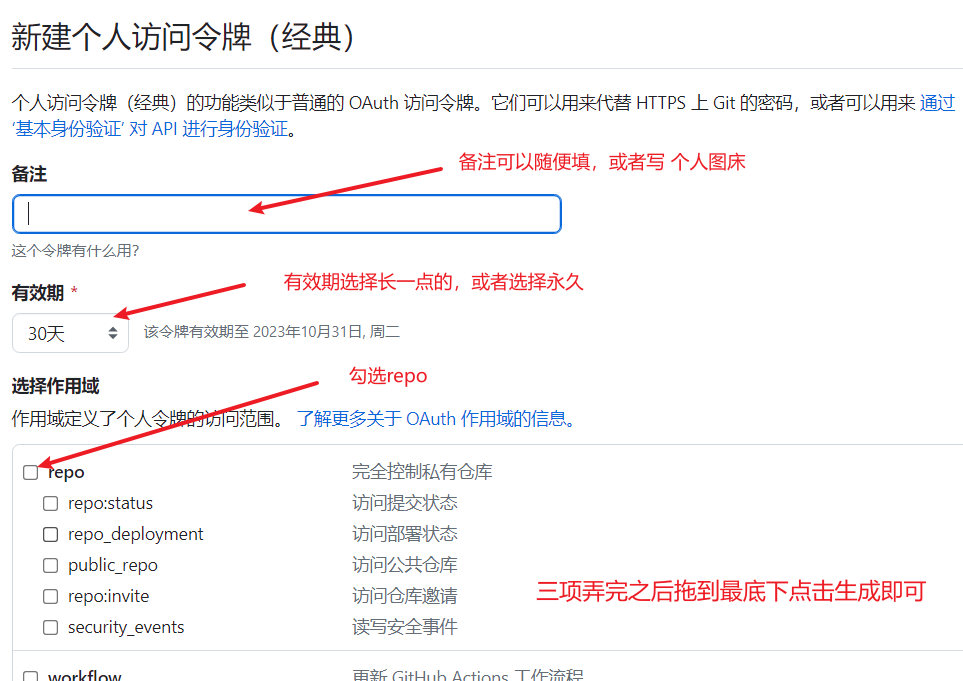 新建个人访问令牌（经典）
个人访问令牌（经典）的功能类似于普通的 OAuth 访问令牌。它们可以用来代替 HTTPS 上 Git 的密码，或者可以用来 通过
‘基本身份验证’ 对 API 进行身份验证。
备注可以随便填，或者写 个人图床
备注
这个令牌有什么用?
有效期选择长一点的，或者选择永久
有效期 *
30天 该令牌有效期至 2023年10月31日, 周二
勾选repo
选择作用域
作用域定义了个人令牌的访问范围。 了解更多关于 OAuth 作用域的信息。
repo 完全控制私有仓库
repo:status 访问提交状态
repo_deployment 访问部署状态
public_repo 访问公共仓库
repo:invite 访问仓库邀请
三项弄完之后拖到最底下点击生成即可
security_events 读写安全事件
workflow 更新 GitHub Actions 工作流程